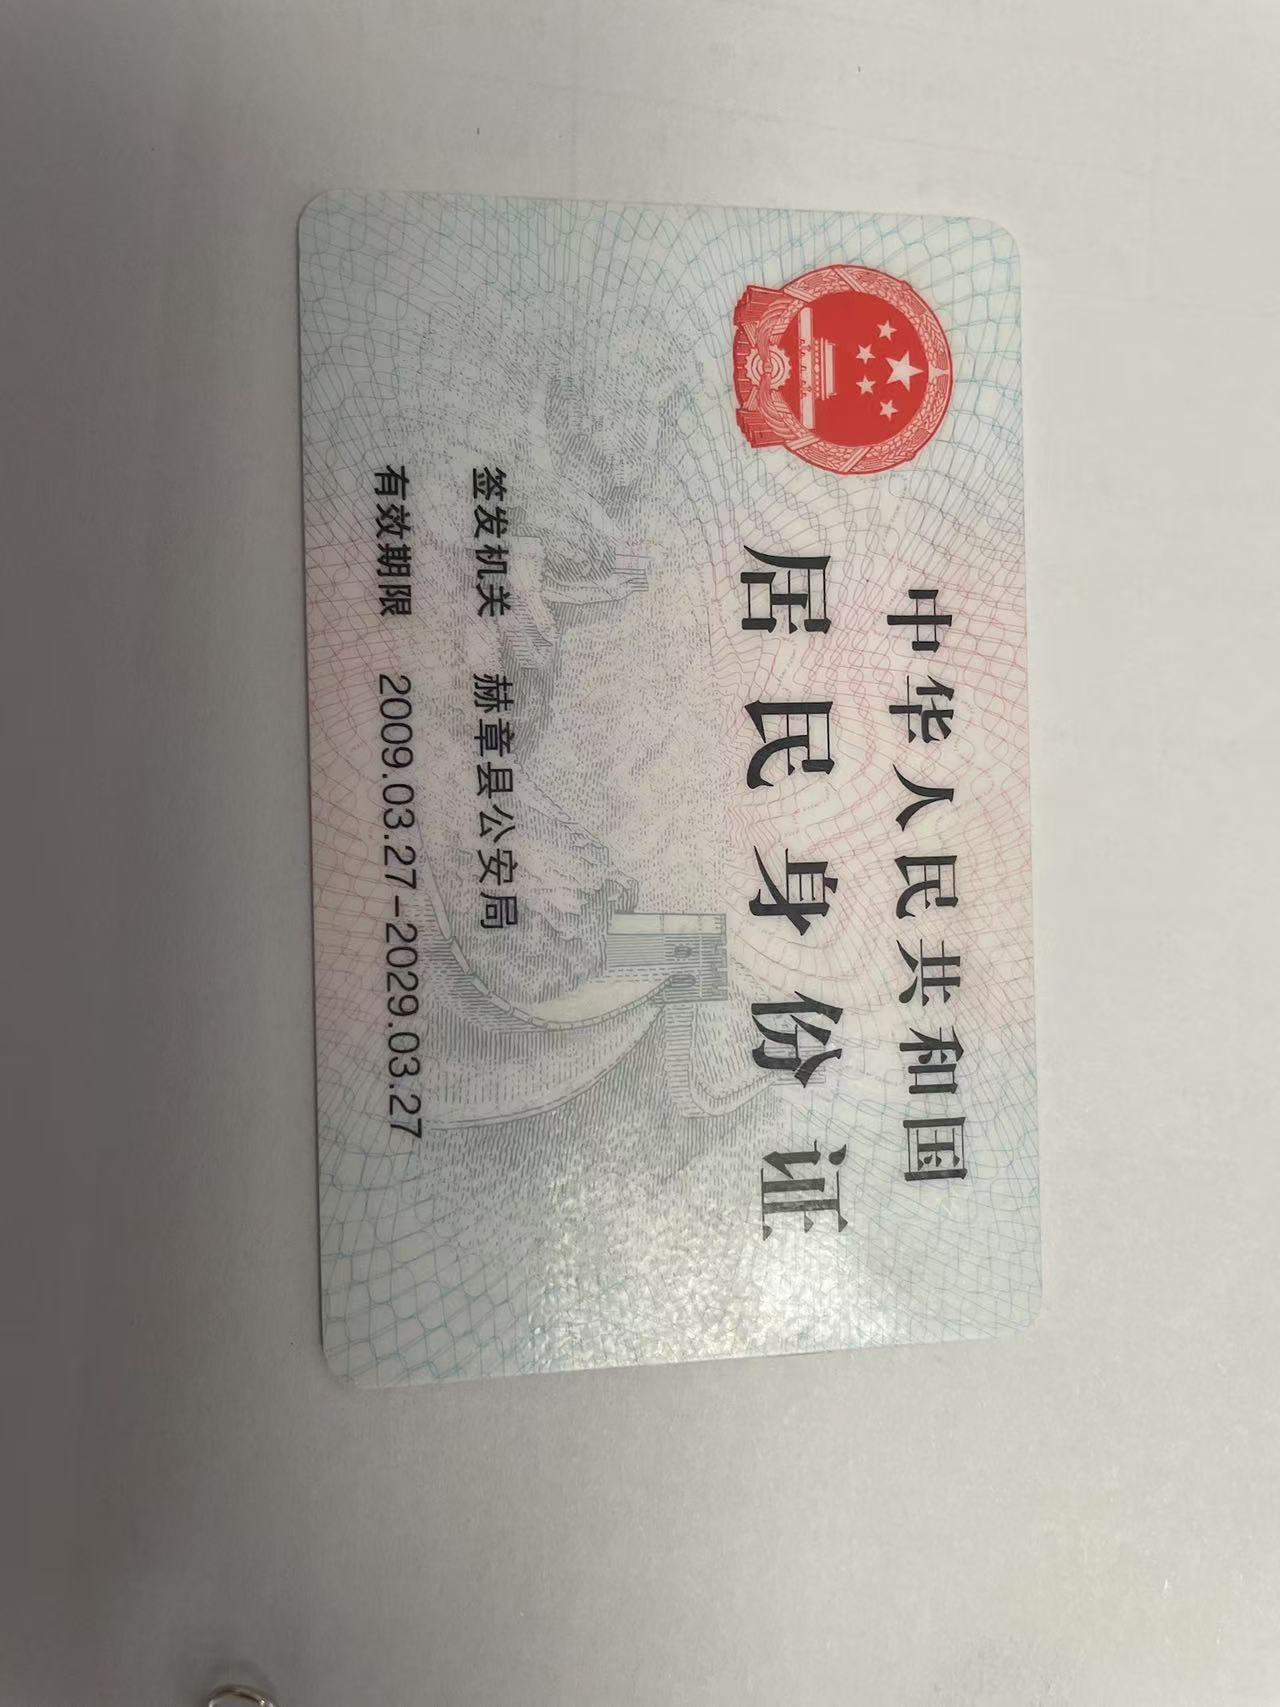 中华人民共和国
居民身份证
签发机关 赫章县公安局
有效期限 2009.03.27-2029.03.27